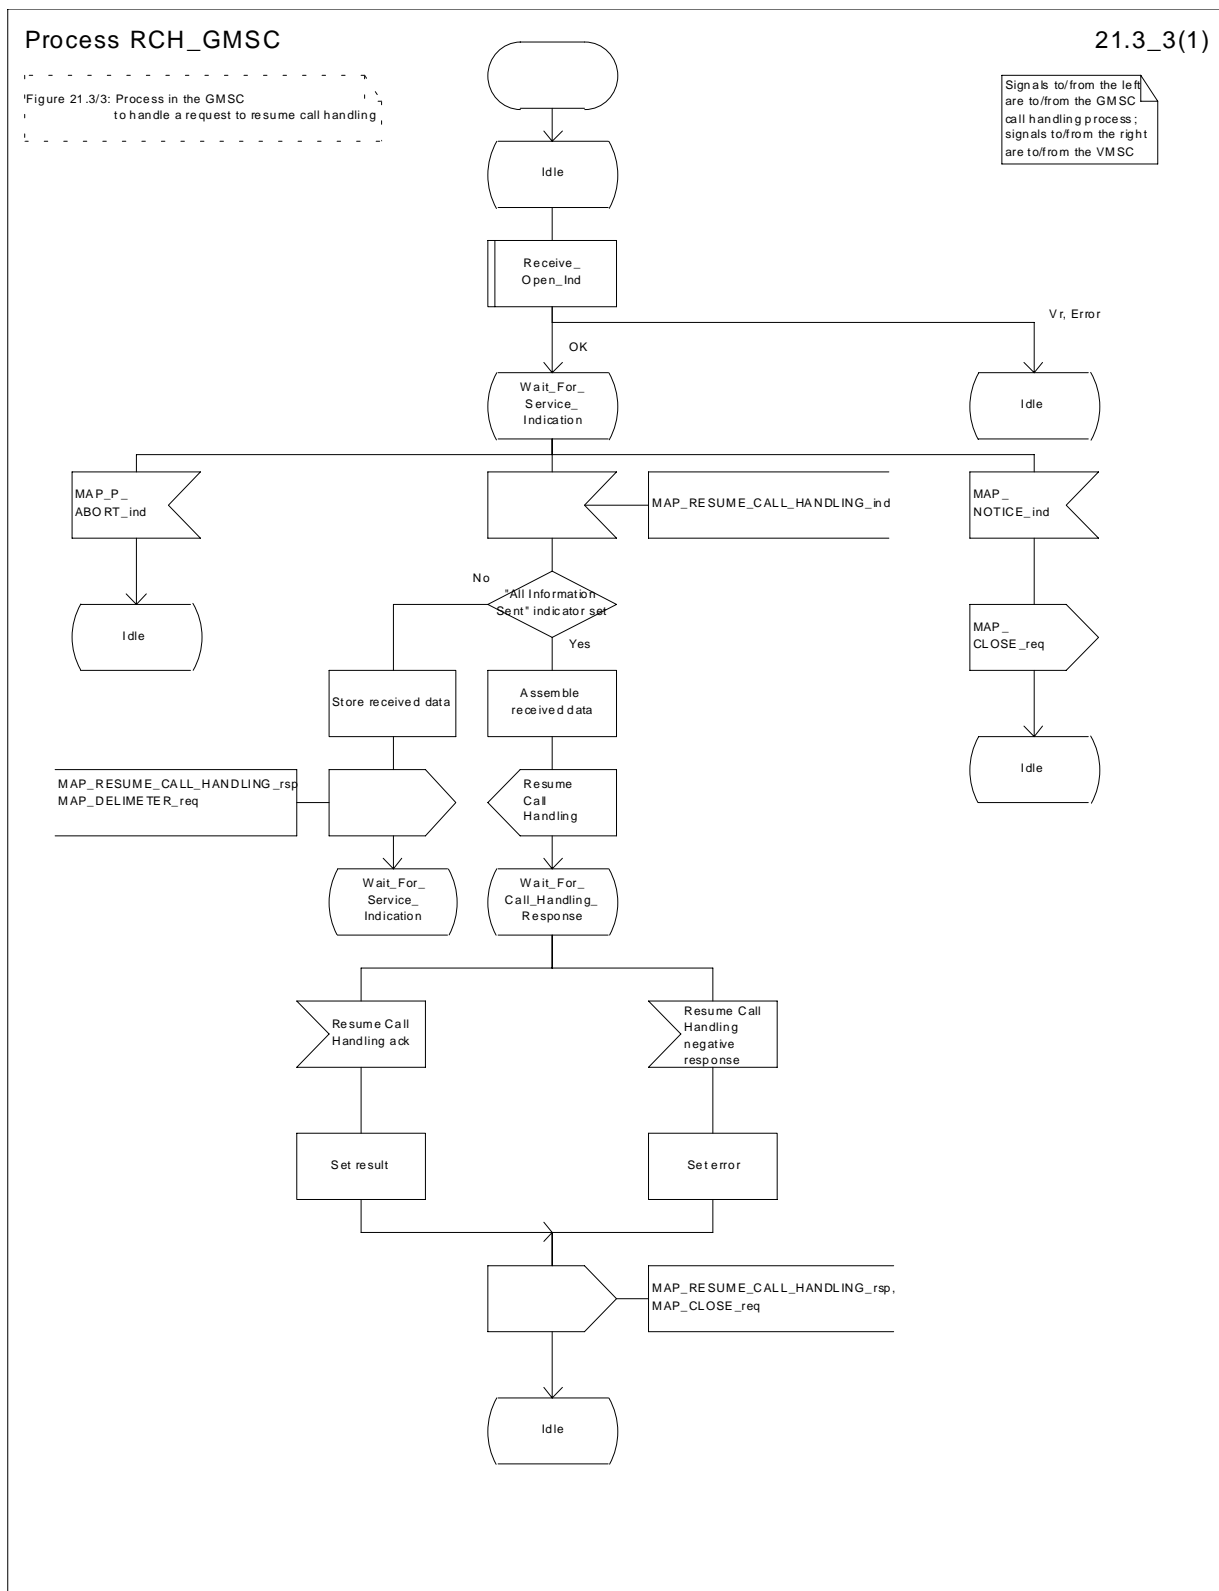 Process RCH_GMSC
21.3_3(1)
Figure 21.3/3: Process in the GMSC
to handle a request to resume call handling
Signals to/from the left
are to/from the GMSC
call handling process;
signals to/from the right
are to/from the VMSC
Idle
Receive_
Open_Ind
Vr, Error
OK
Wait_For_
Service_
Indication
Idle
MAP_P_
ABORT_ind
MAP_RESUME_CALL_HANDLING_ind
MAP_
NOTICE_ind
No
"All Information
Sent" indicator set
Yes
Idle
MAP_
CLOSE_req
Store received data
Assemble
received data
Idle
MAP_RESUME_CALL_HANDLING_rsp
MAP_DELIMETER_req
Resume
Call
Handling
Wait_For_
Service_
Indication
Wait_For_
Call_Handling_
Response
Resume Call
Handling ack
Resume Call
Handling
negative
response
Set result
Set error
MAP_RESUME_CALL_HANDLING_rsp,
MAP_CLOSE_req
Idle